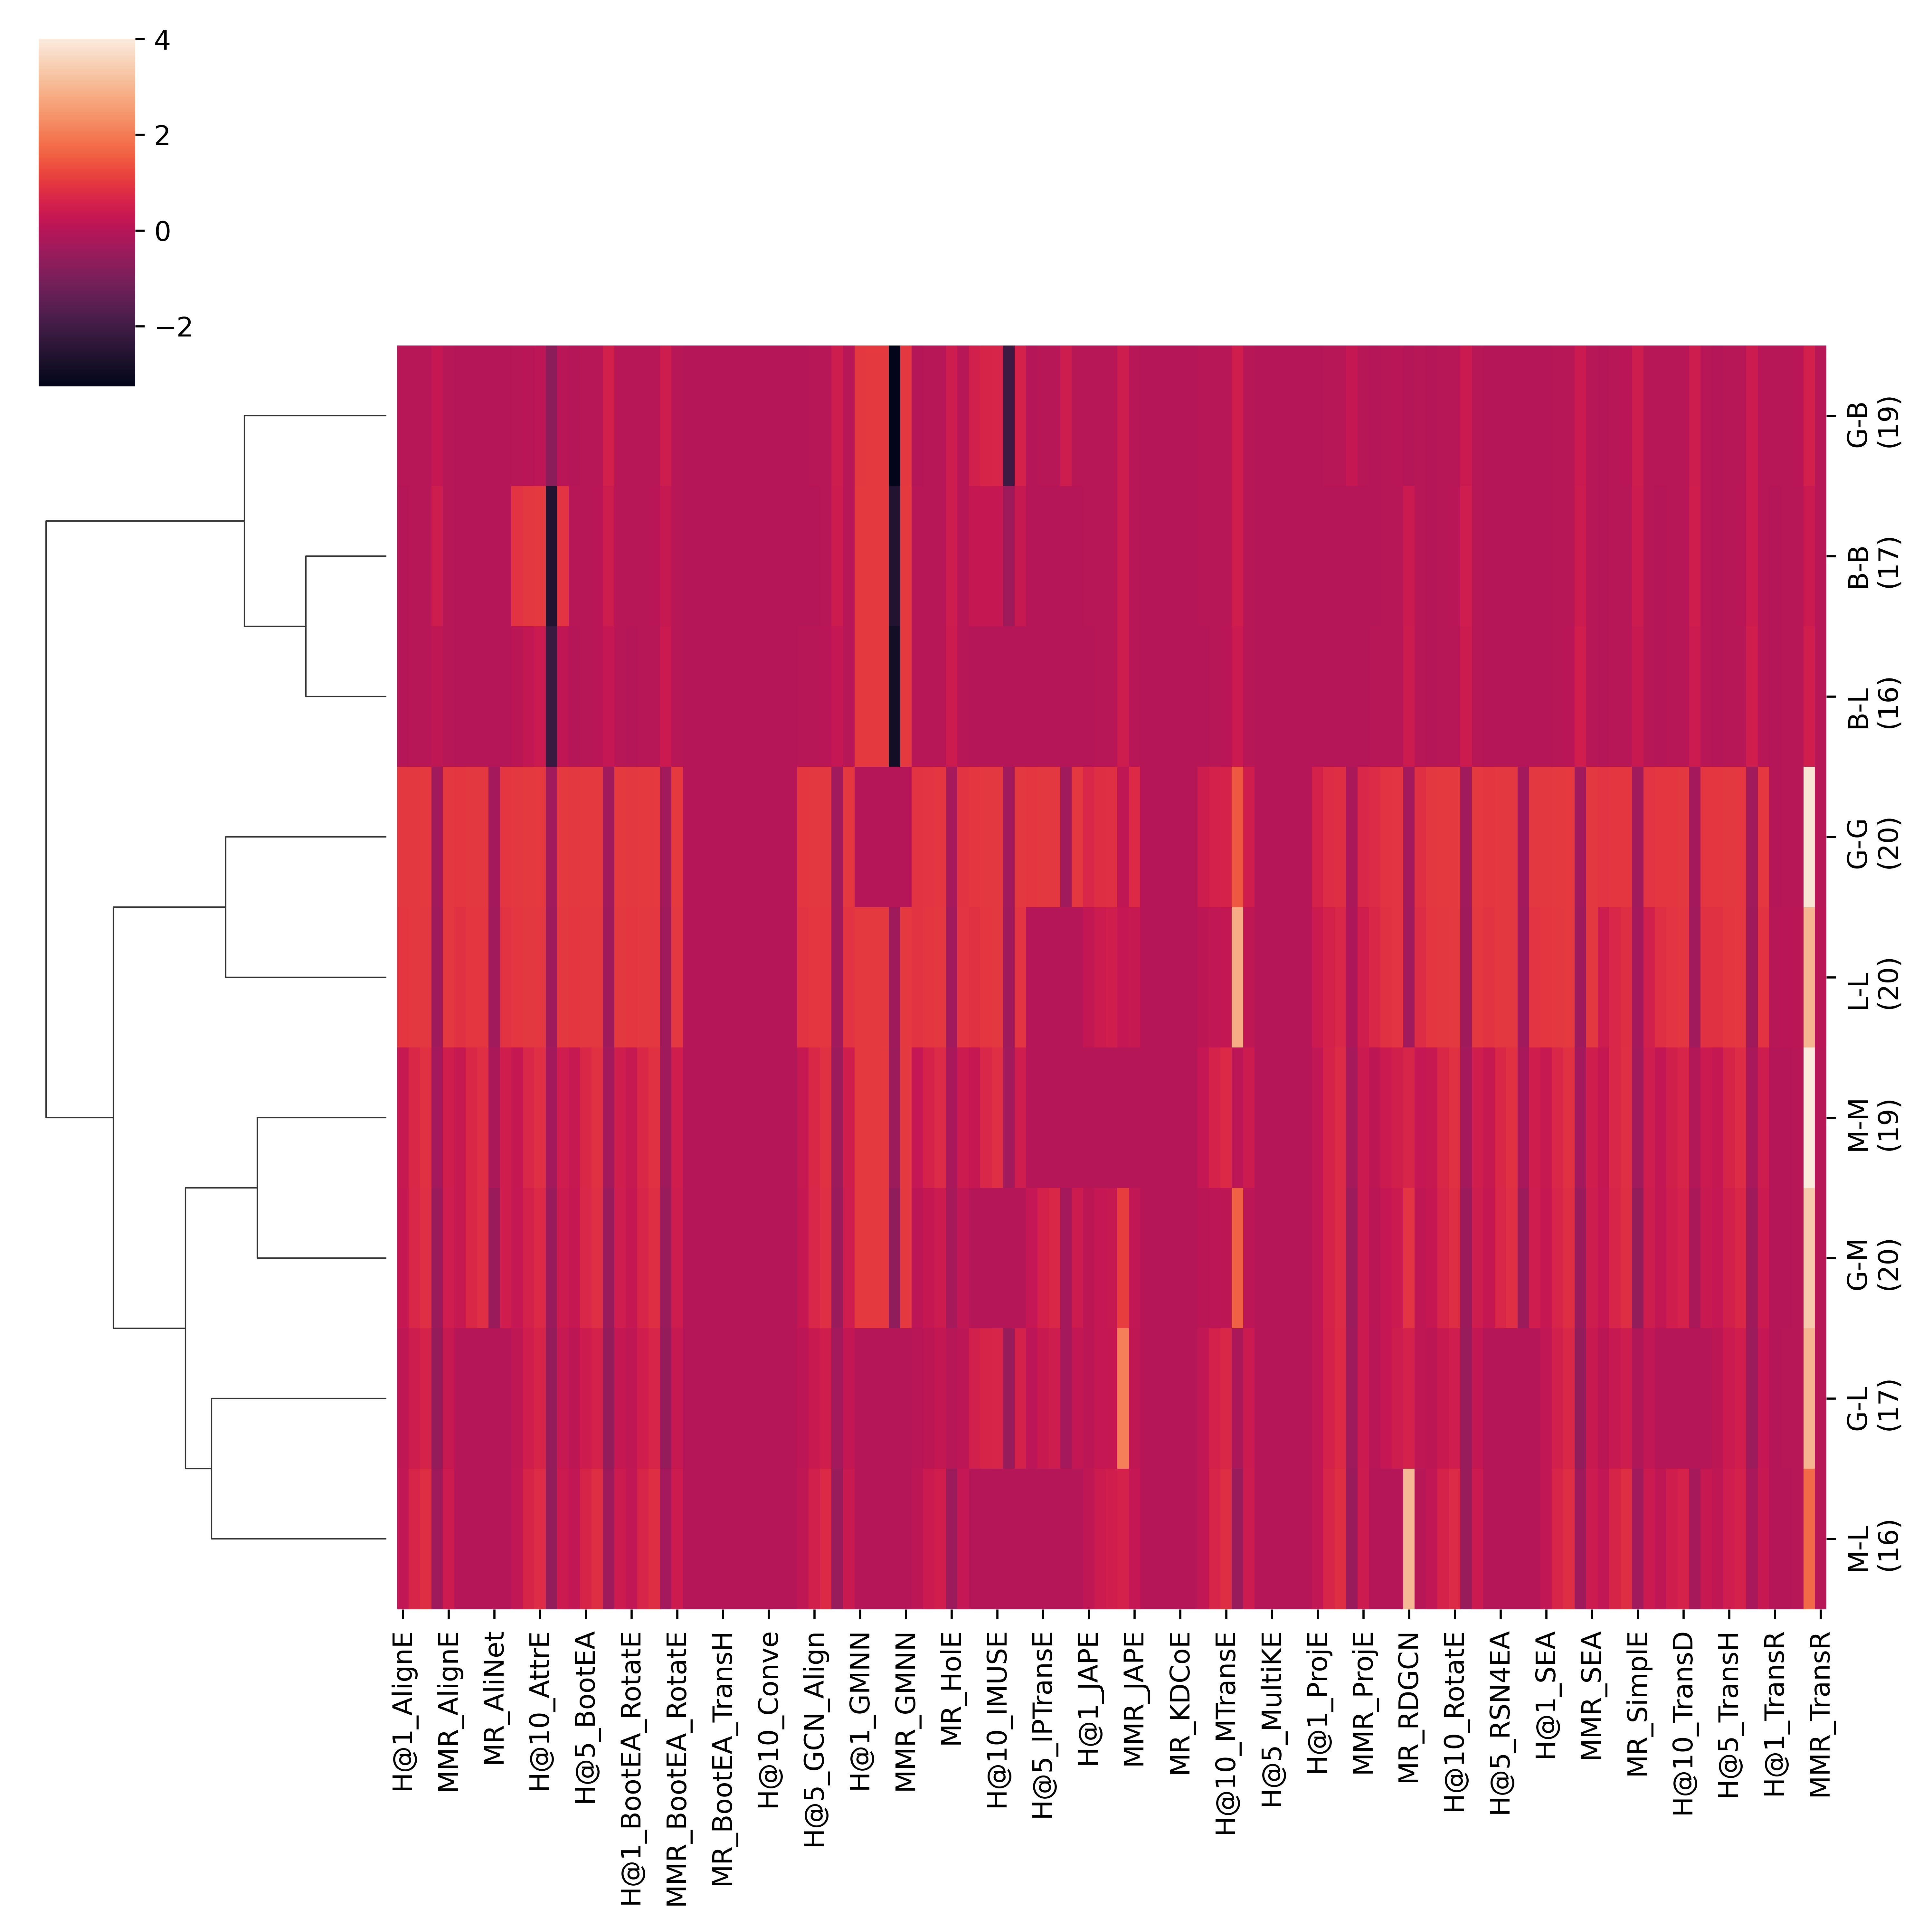 4
2
0
−2
G-B
(19)
B-B
(17)
B-L
(16)
G-G
(20)
L-L
(20)
M-M
(19)
G-M
(20)
G-L
(17)
M-L
(16)
H@1_AlignE
MMR_AlignE
MR_AliNet
H@10_AttrE
H@5_BootEA
H@1_BootEA_RotatE
MMR_BootEA_RotatE
MR_BootEA_TransH
H@10_Conve
H@5_GCN_Align
H@1_GMNN
MMR_GMNN
MR_HolE
H@10_IMUSE
H@5_IPTransE
H@1_JAPE
MMR_JAPE
MR_KDCoE
H@10_MTransE
H@5_MultiKE
H@1_ProjE
MMR_ProjE
MR_RDGCN
H@10_RotatE
H@5_RSN4EA
H@1_SEA
MMR_SEA
MR_SimplE
H@10_TransD
H@5_TransH
H@1_TransR
MMR_TransR